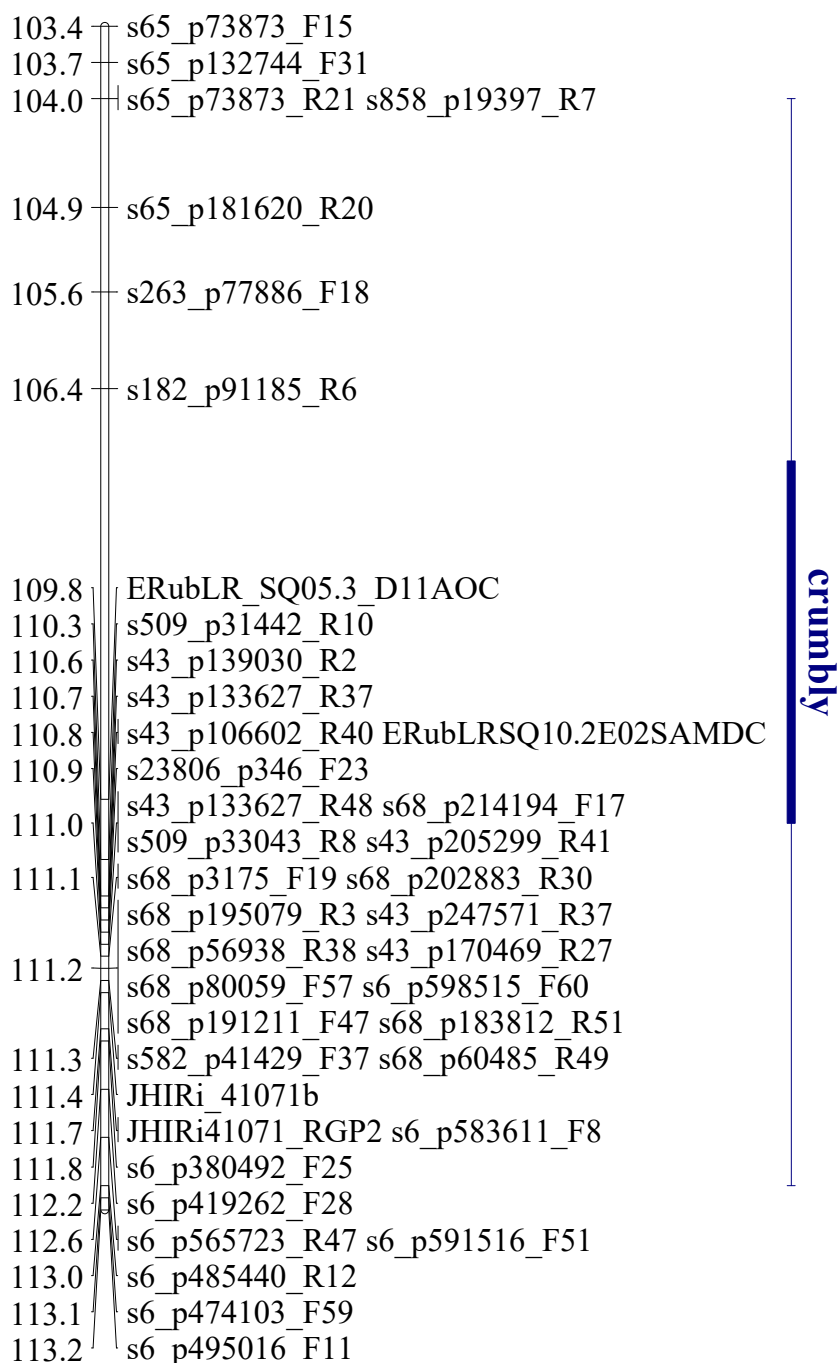 103.4 s65_p73873_F15
103.7 s65_p132744_F31
104.0 s65_p73873_R21 s858_p19397_R7
104.9 s65_p181620_R20
105.6 s263_p77886_F18
106.4 s182_p91185_R6
109.8 ERubLR_SQ05.3_D11AOC
110.3 s509_p31442_R10
110.6 s43_p139030_R2
110.7 s43_p133627_R37
110.8 s43_p106602_R40 ERubLRSQ10.2E02SAMDC
110.9 s23806_p346_F23
s43_p133627_R48 s68_p214194_F17
111.0
s509_p33043_R8 s43_p205299_R41
111.1 s68_p3175_F19 s68_p202883_R30
s68_p195079_R3 s43_p247571_R37
s68_p56938_R38 s43_p170469_R27
111.2
s68_p80059_F57 s6_p598515_F60
s68_p191211_F47 s68_p183812_R51
111.3 s582_p41429_F37 s68_p60485_R49
111.4 JHIRi_41071b
111.7 JHIRi41071_RGP2 s6_p583611_F8
111.8 s6_p380492_F25
112.2 s6_p419262_F28
112.6 s6_p565723_R47 s6_p591516_F51
113.0 s6_p485440_R12
113.1 s6_p474103_F59
113.2 s6_p495016_F11
crumbly